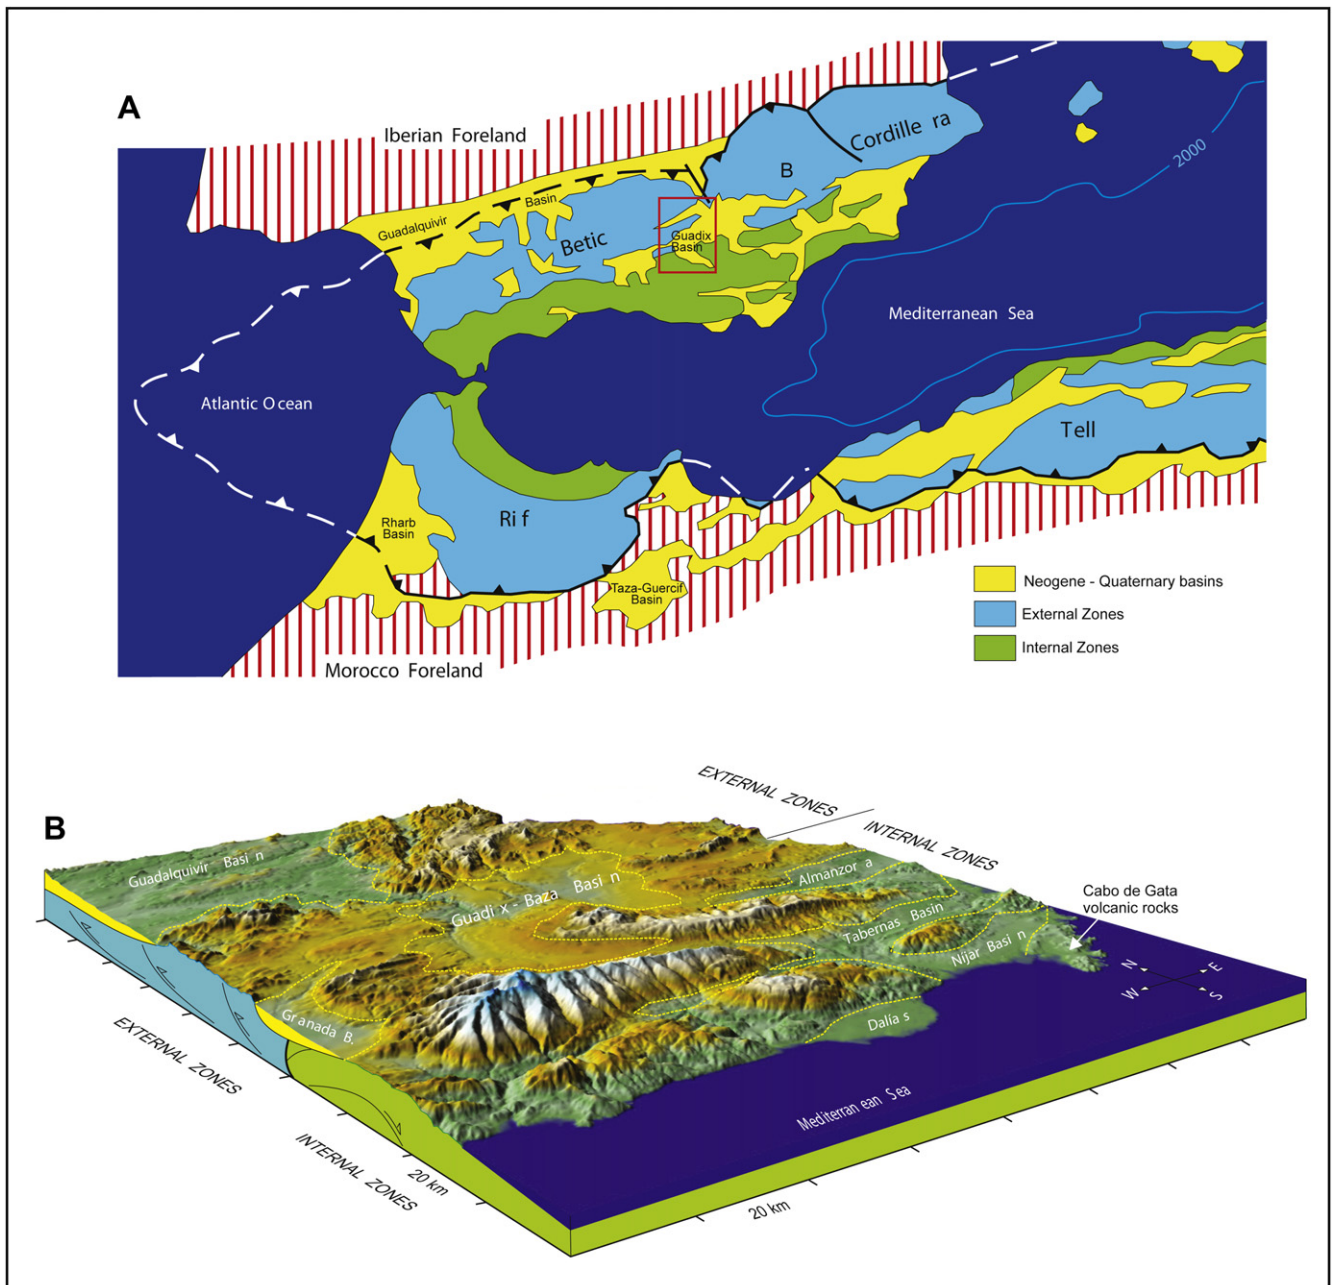 A
Iberian Foreland
Cordille ra
B
2000
Guadalquivir Basin
Betic
Guadix
Basin
Mediterranean Sea
Atlantic Ocean
Tell
Rharb
Basin
Ri f
Taza-Guercif
Basin
Morocco Foreland
Neogene - Quaternary basins
External Zones
Internal Zones
B
EXTERNAL ZONES
INTERNAL ZONES
Guadalquivir Basi n
Almanzor a
Guadi x - Baza Basi n
Cabo de Gata
volcanic rocks
Tabernas Basin
Nijar Basi n
N
E
W
S
Granada B.
Dalía s
EXTERNAL ZONES
Mediterran ean Sea
INTERNAL ZONES
20 km
20 km